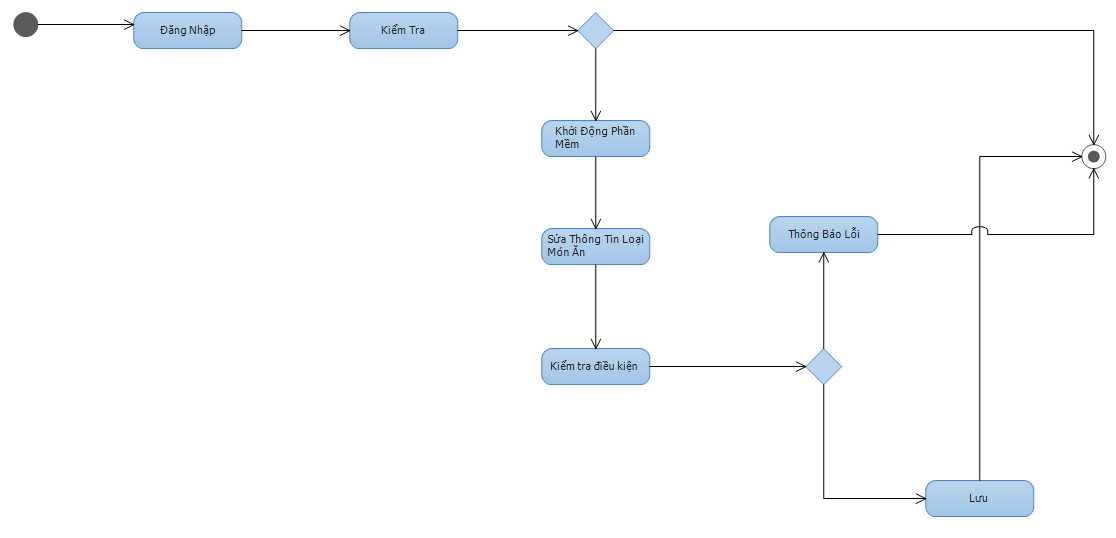 Đăng Nhập
Kiểm Tra
Khởi Động Phần
Mềm
Sửa Thông Tin Loại
Món Ăn
Thông Báo Lỗi
Kiểm tra điều kiện
Lưu